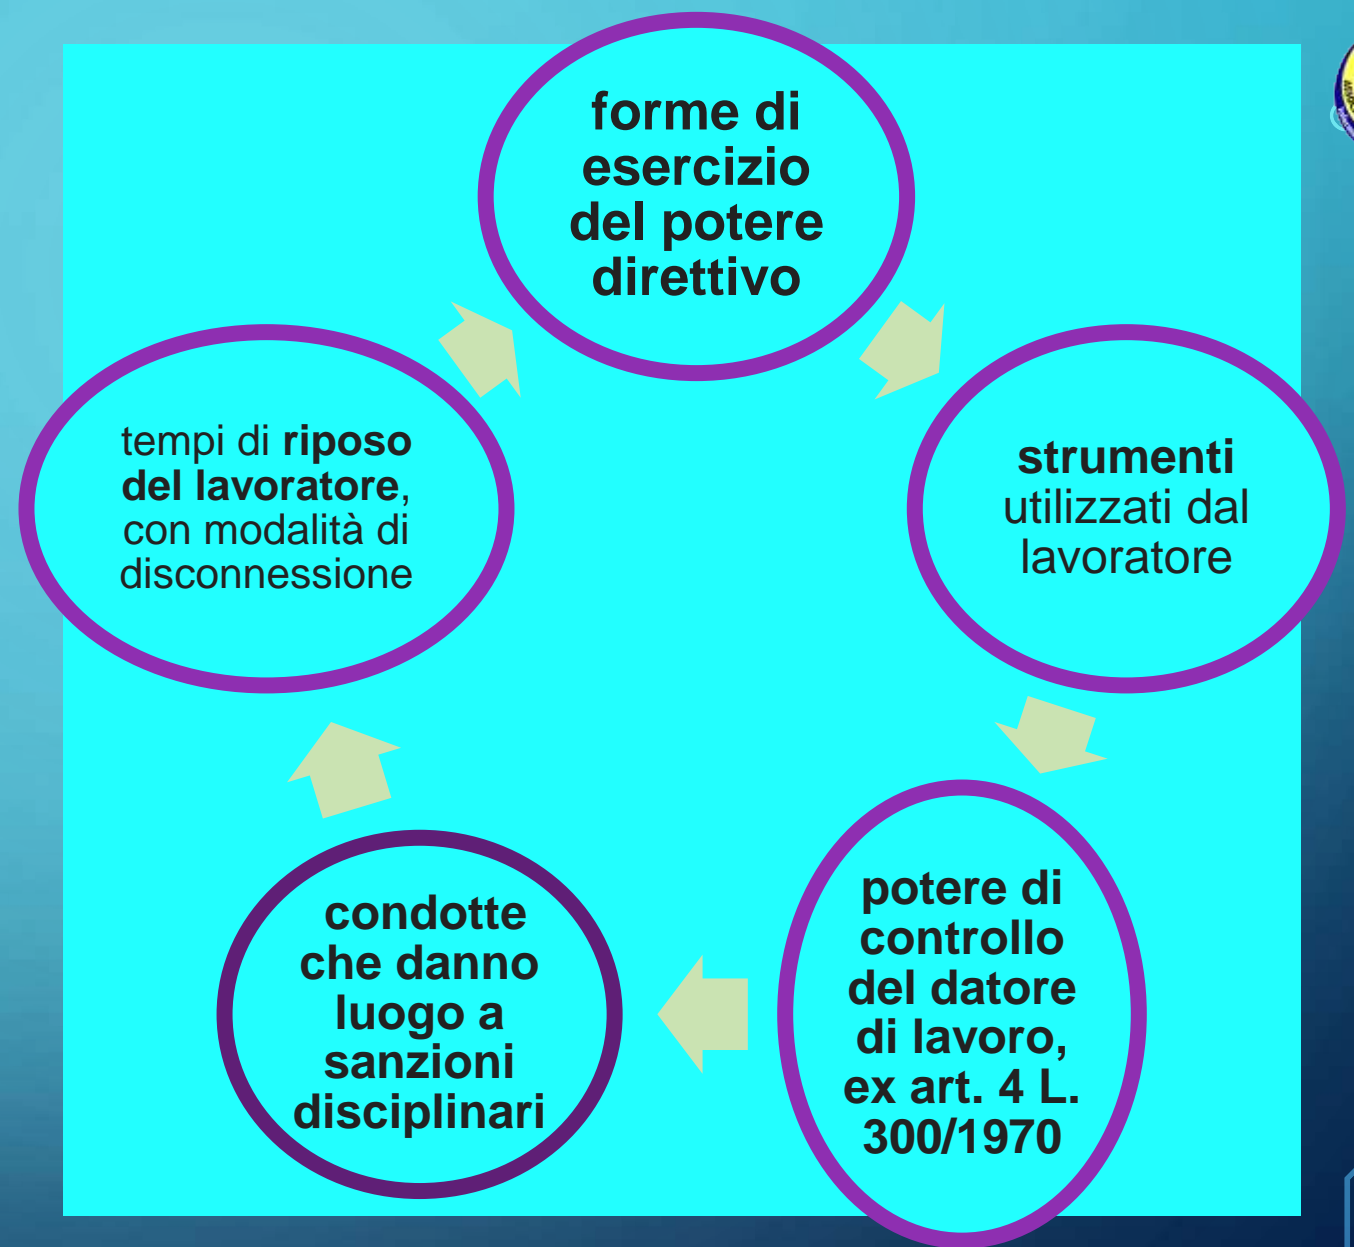 forme di
esercizio
del potere
direttivo
strumenti
utilizzati dal
lavoratore
potere di
controllo
del datore
di lavoro,
ex art. 4 L.
300/1970
condotte
che danno
luogo a
sanzioni
disciplinari
tempi di riposo
del lavoratore,
con modalità di
disconnessione